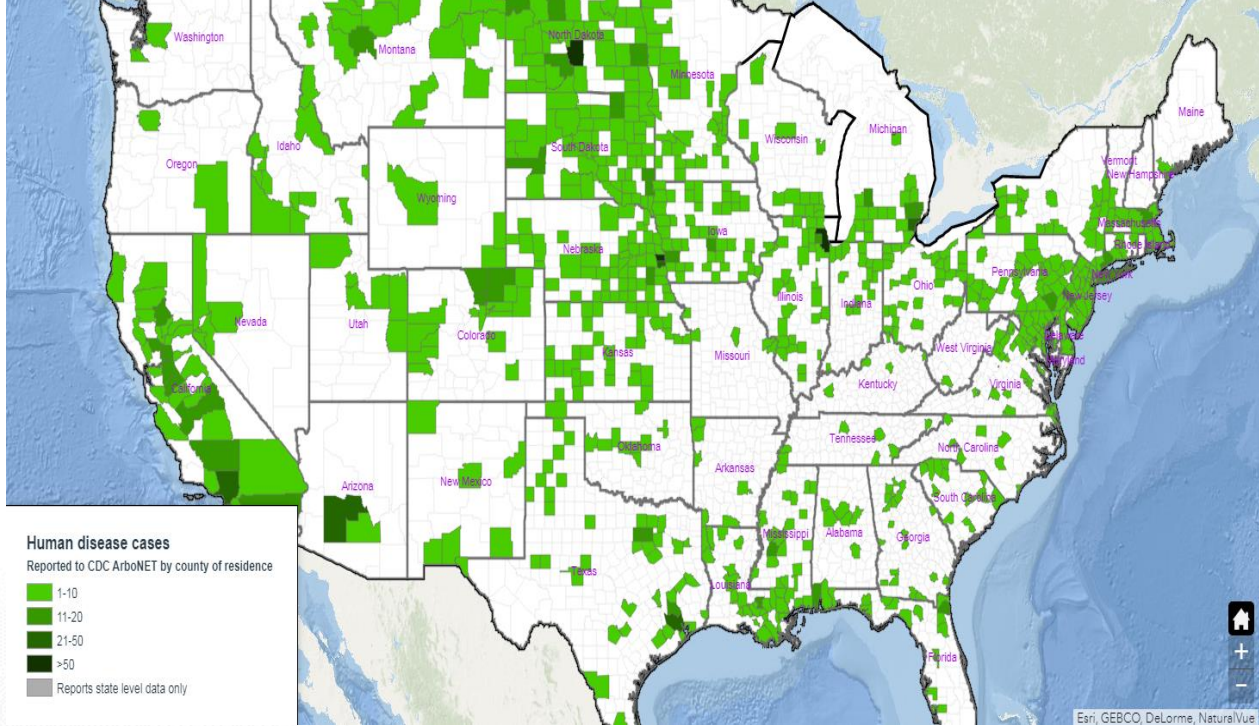 Washington
Montana
North Dakota
Minnesota
Maine
Oregon
Idaho
South Dakota
Wisconsin
Michigan
Vermont
New Hampshire
Wyoming
Massachusetts
Rhode Island
Nebraska
Iowa
New York
Pennsylvania
New Jersey
Nevada
Utah
Colorado
Illinois
Indiana
Ohio
Delaware
Maryland
California
Kansas
Missouri
West Virginia
Kentucky
Virginia
Arizona
New Mexico
Oklahoma
Arkansas
Tennessee
North Carolina
South Carolina
Mississippi
Alabama
Georgia
Texas
Louisiana
Florida
Human disease cases
Reported to CDC ArboNET by county of residence
1-10
11-20
21-50
>50
Reports state level data only
+
−
Esri, GEBCO, DeLorme, NaturalVue